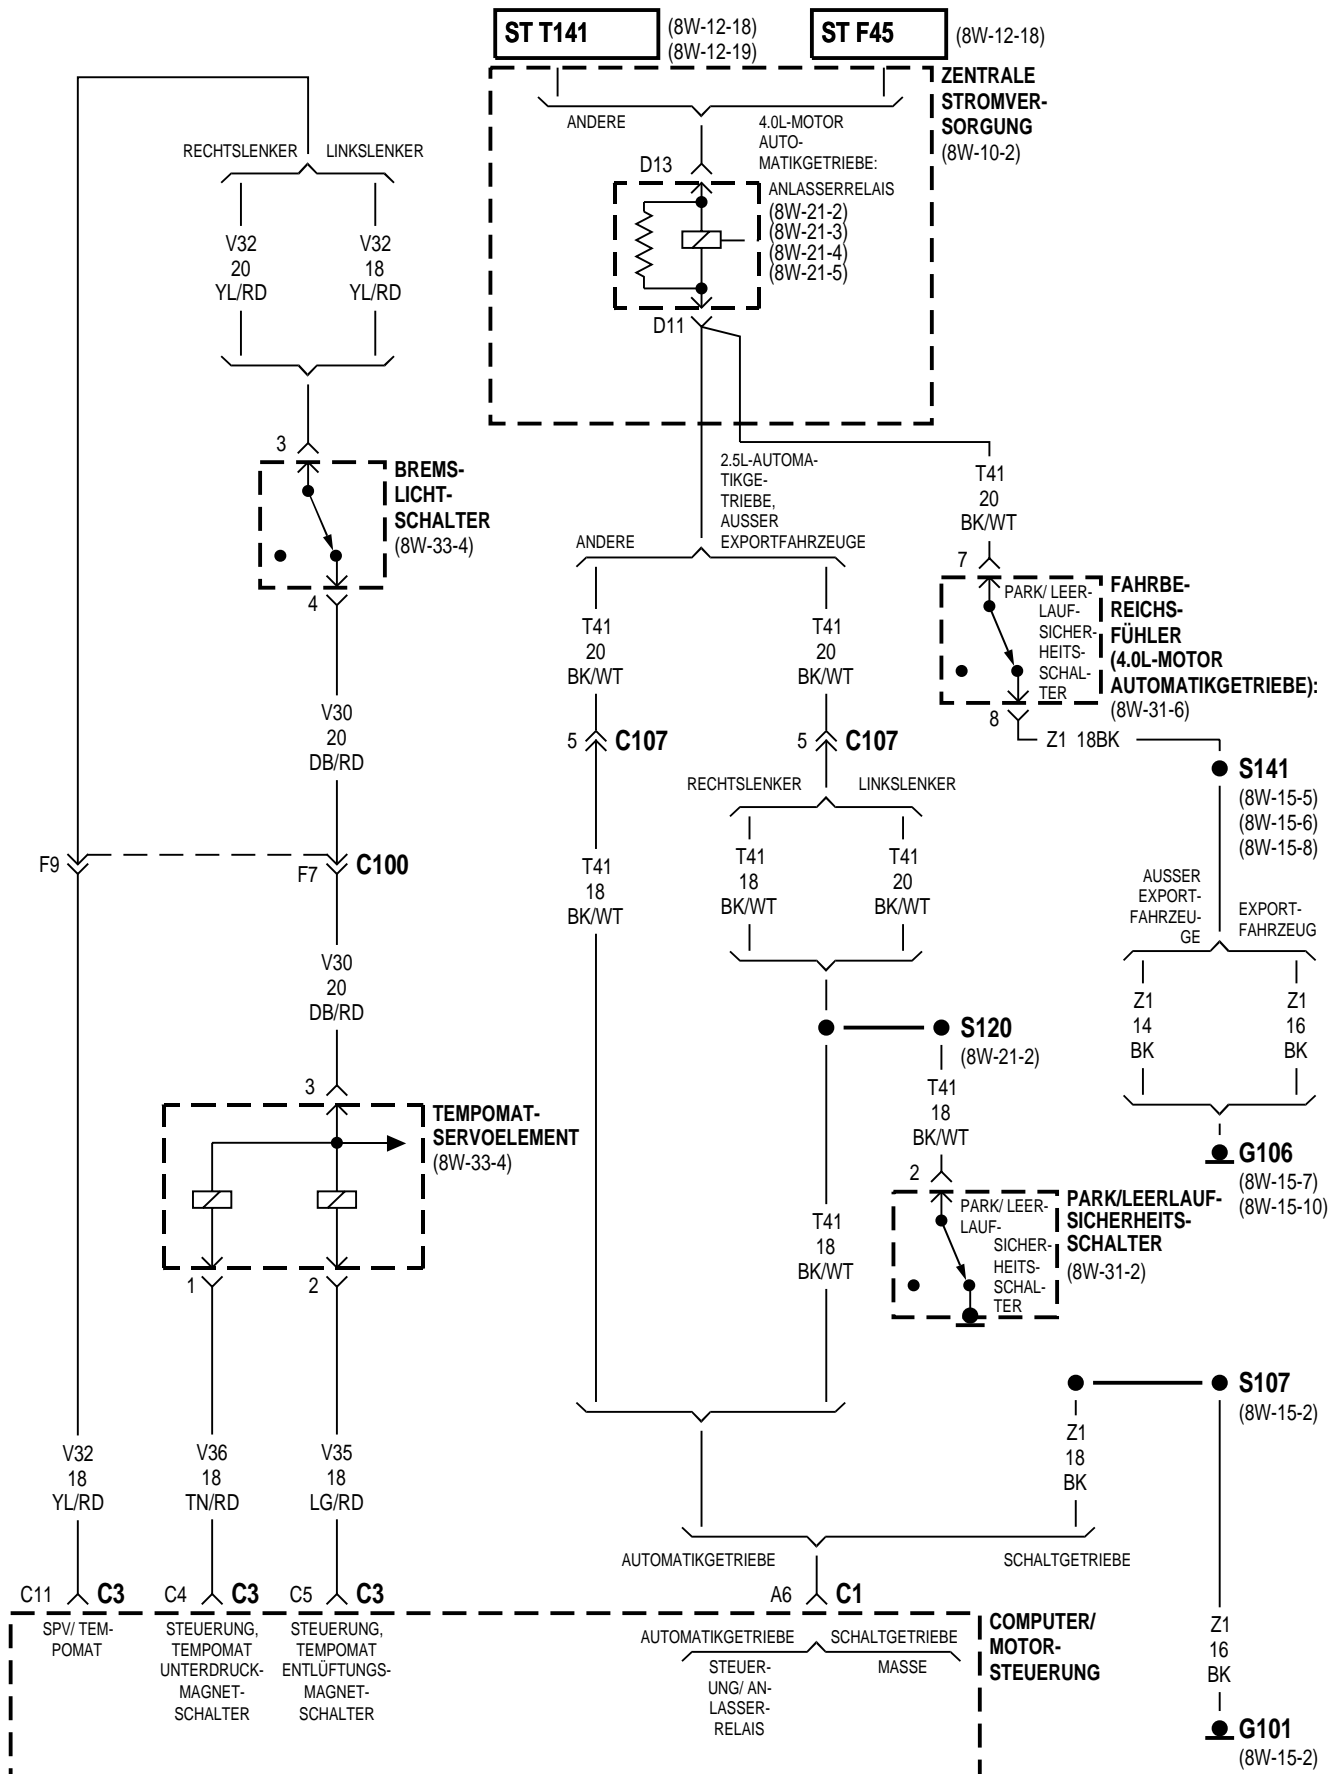 ST T141
(8W-12-18)
(8W-12-19)
ST F45
(8W-12-18)
ZENTRALE
STROMVER-
SORGUNG
(8W-10-2)
ANDERE
4.0L-MOTOR
AUTO-
MATIKGETRIEBE:
D13
ANLASSERRELAIS
(8W-21-2)
(8W-21-3)
(8W-21-4)
(8W-21-5)
D11
RECHTSLENKER
LINKSLENKER
V32
20
YL/RD
V32
18
YL/RD
3
BREMS-
LICHT-
SCHALTER
(8W-33-4)
4
V30
20
DB/RD
F9
F7
C100
V30
20
DB/RD
3
TEMPOMAT-
SERVOELEMENT
(8W-33-4)
1
2
V32
18
YL/RD
V36
18
TN/RD
V35
18
LG/RD
C11
C3
C4
C3
C5
C3
SPV/ TEM-
POMAT
STEUERUNG,
TEMPOMAT
UNTERDRUCK-
MAGNET-
SCHALTER
STEUERUNG,
TEMPOMAT
ENTLÜFTUNGS-
MAGNET-
SCHALTER
2.5L-AUTOMA-
TIKGE-
TRIEBE,
AUSSER
EXPORTFAHRZEUGE
ANDERE
T41
20
BK/WT
T41
20
BK/WT
5
C107
5
C107
RECHTSLENKER
LINKSLENKER
T41
18
BK/WT
T41
18
BK/WT
T41
20
BK/WT
S120
(8W-21-2)
T41
18
BK/WT
2
PARK/ LEER-
LAUF-
SICHER-
HEITS-
SCHAL-
TER
PARK/LEERLAUF-
SICHERHEITS-
SCHALTER
(8W-31-2)
T41
18
BK/WT
T41
20
BK/WT
7
PARK/ LEER-
LAUF-
SICHER-
HEITS-
SCHAL-
TER
FAHRBE-
REICHS-
FÜHLER
(4.0L-MOTOR
AUTOMATIKGETRIEBE):
(8W-31-6)
8
Z1 18BK
S141
(8W-15-5)
(8W-15-6)
(8W-15-8)
AUSSER
EXPORT-
FAHRZEU-
GE
EXPORT-
FAHRZEUG
Z1
14
BK
Z1
16
BK
G106
(8W-15-7)
(8W-15-10)
S107
(8W-15-2)
Z1
18
BK
AUTOMATIKGETRIEBE
SCHALTGETRIEBE
A6
C1
AUTOMATIKGETRIEBE
SCHALTGETRIEBE
STEUER-
UNG/ AN-
LASSER-
RELAIS
MASSE
COMPUTER/
MOTOR-
STEUERUNG
Z1
16
BK
G101
(8W-15-2)